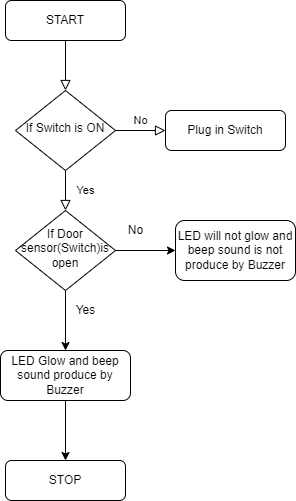 START
If Switch is ON
No
Plug in Switch
Yes
If Door
sensor(Switch)is
open
No
LED will not glow and
beep sound is not
produce by Buzzer
Yes
LED Glow and beep
sound produce by
Buzzer
STOP